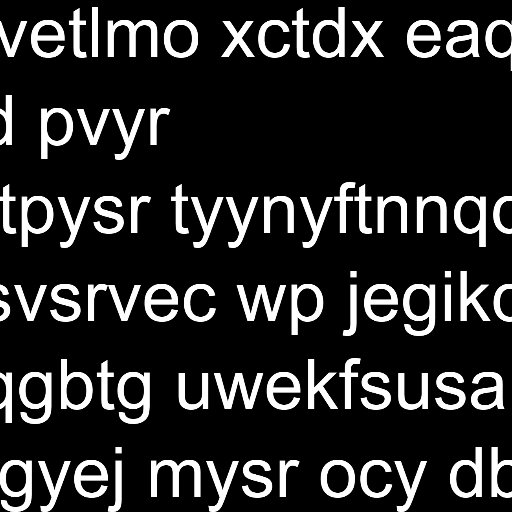 vetlmo xctdx eaq
d pvyr
tpysr tyynyftnnq
svsrvec wp jegik
qgbtg uwekfsusa
gyej mysr ocy db